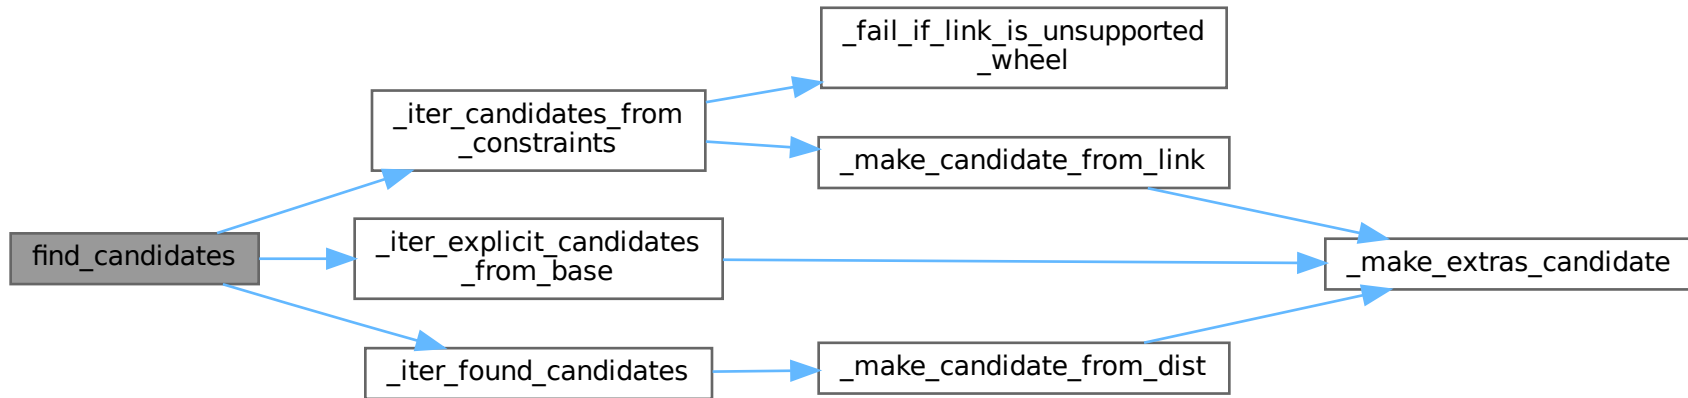 _fail_if_link_is_unsupported
_wheel
_iter_candidates_from
_constraints
_make_candidate_from_link
find_candidates
_iter_explicit_candidates
_from_base
_make_extras_candidate
_iter_found_candidates
_make_candidate_from_dist